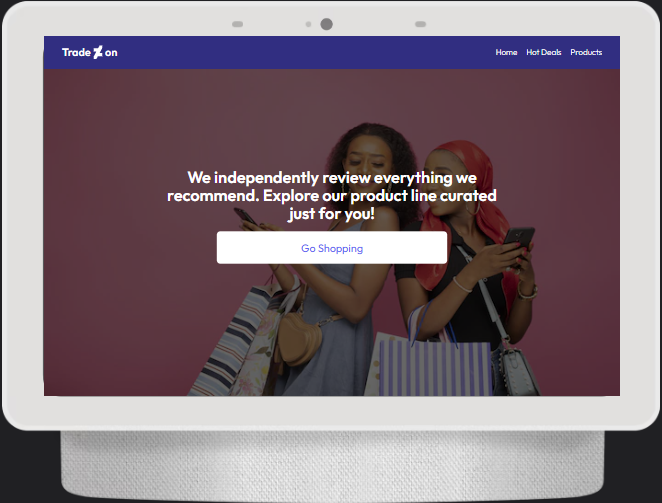 Trade Z on
Home Hot Deals Products
We independently review everything we
recommend. Explore our product line curated
just for you!
Go Shopping